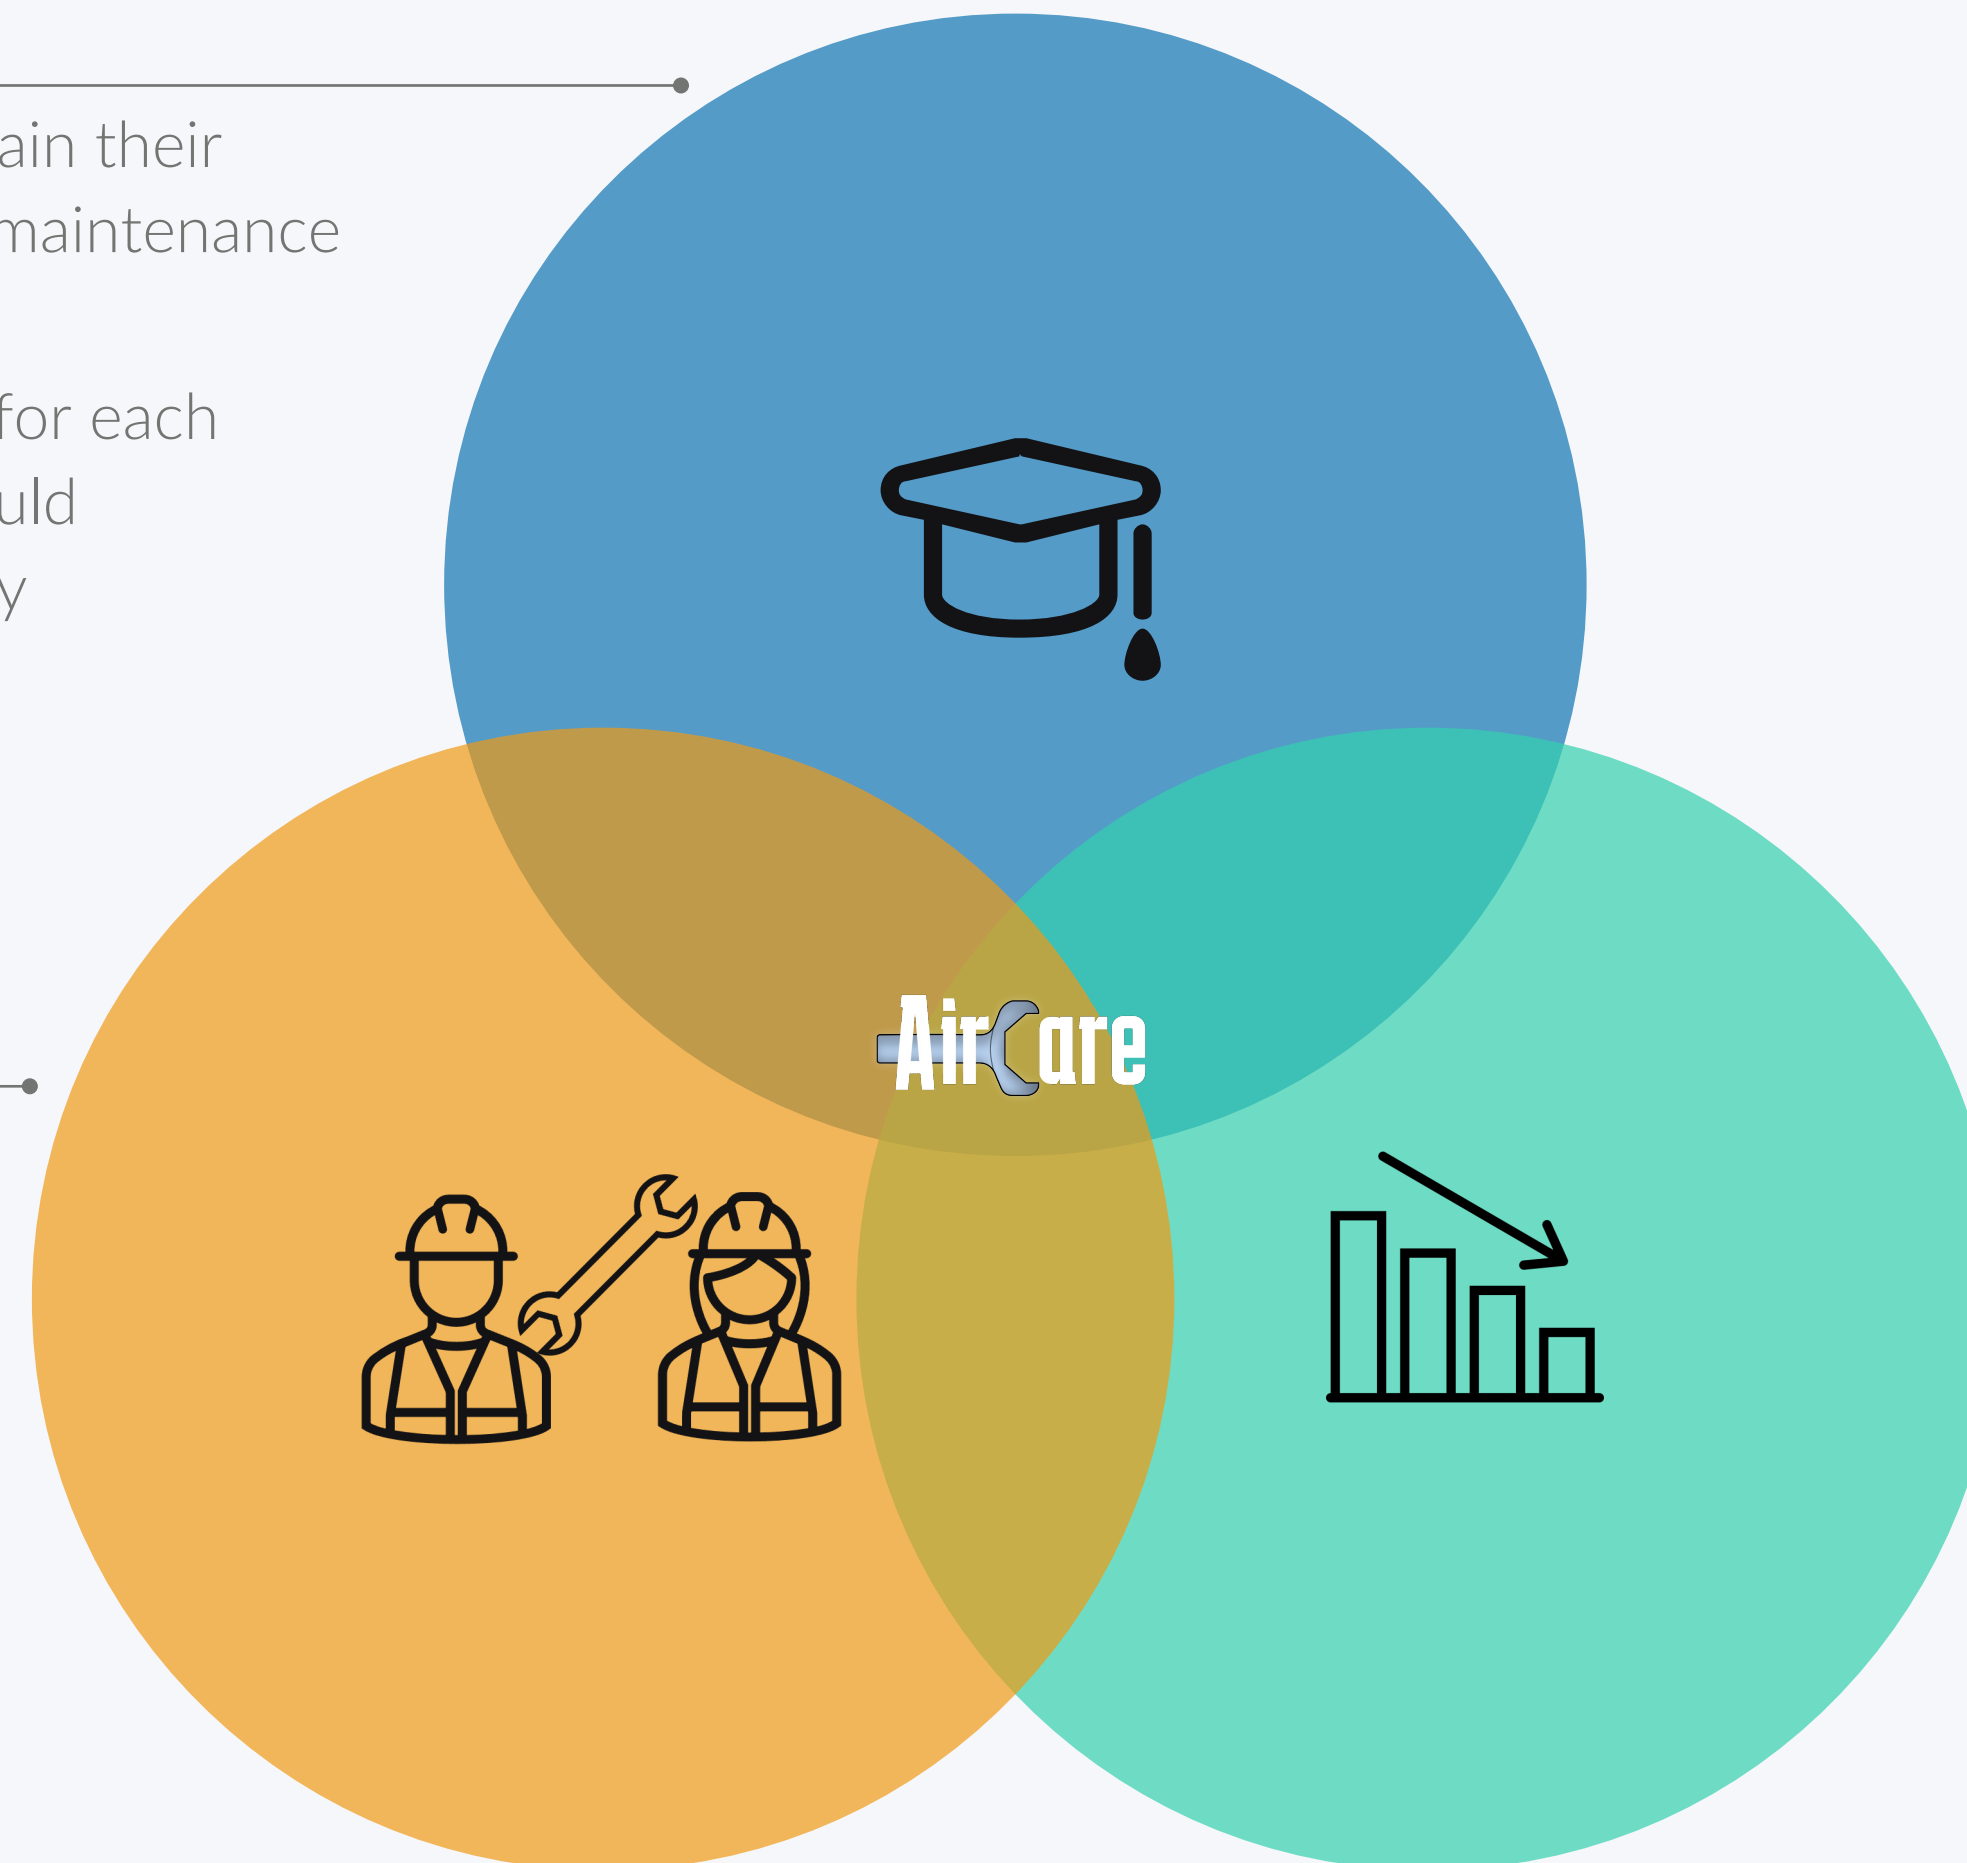 ain their
maintenance
for each
uld
y
AirCare